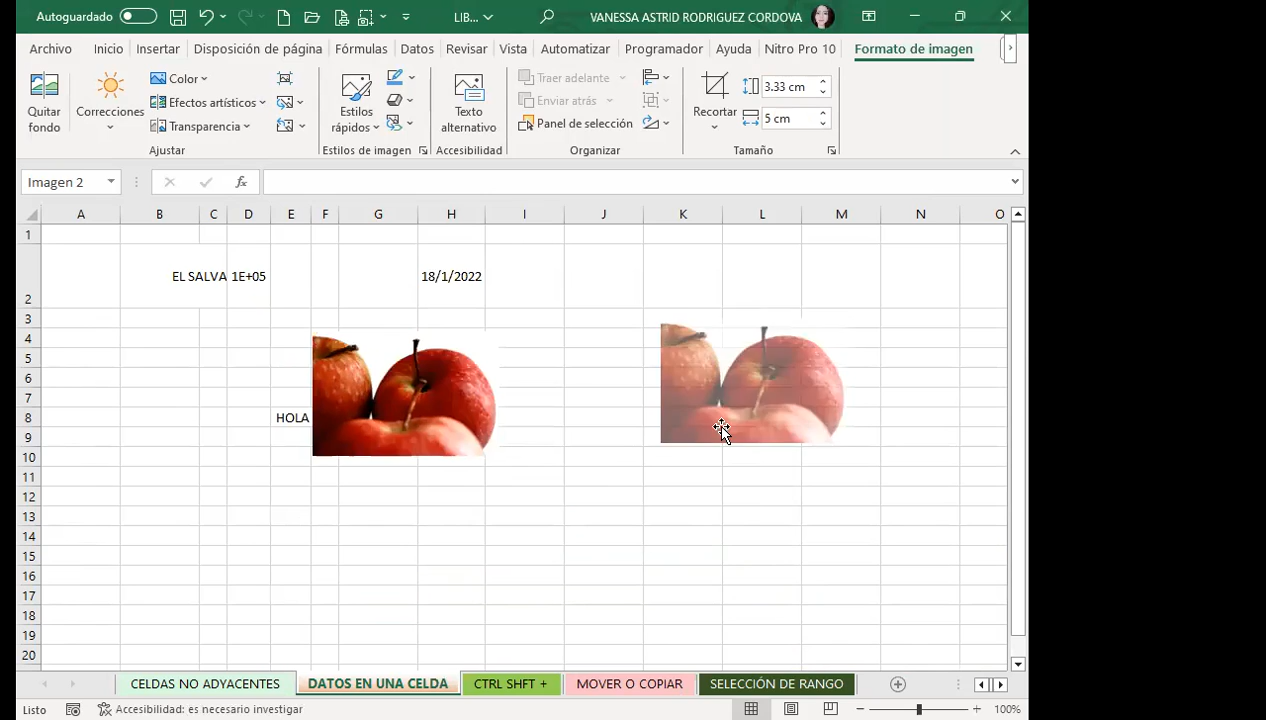 Autoguardado LIB... VANESSA ASTRID RODRIGUEZ CORDOVA
Archivo Inicio Insertar Disposición de página Fórmulas Datos Revisar Vista Automatizar Programador Ayuda Nitro Pro 10 Formato de imagen
Quitar fondo
Correcciones
Color
Efectos artísticos
Transparencia
Ajustar
Estilos rápidos
Estilos de imagen
Texto alternativo
Accesibilidad
Traer adelante
Enviar atrás
Panel de selección
Organizar
Recortar
3.33 cm
5 cm
Tamaño
Imagen 2 fx
A B C D E F G H I J K L M N O
1
2 EL SALVA 1E+05 18/1/2022
3
4
5
6
7
8 HOLA
9
10
11
12
13
14
15
16
17
18
19
20
CELDAS NO ADYACENTES DATOS EN UNA CELDA CTRL SHFT + MOVER O COPIAR SELECCIÓN DE RANGO
Listo Accesibilidad: es necesario investigar 100%